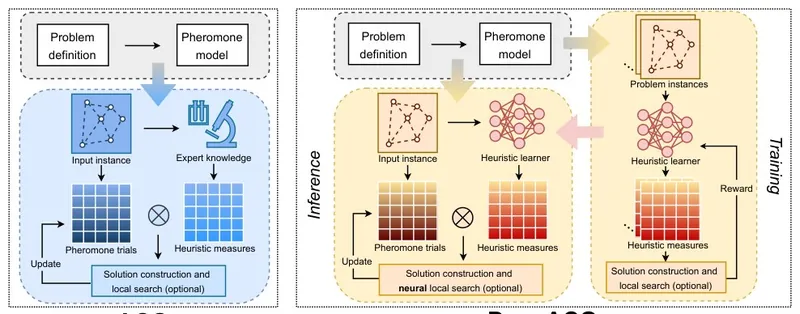 Problem
definition
Pheromone
model
Input instance
Expert knowledge
Pheromone trials
Heuristic measures
Update
Solution construction and
local search (optional)
Problem
definition
Pheromone
model
Inference
Input instance
Heuristic learner
Pheromone trials
Heuristic measures
Update
Solution construction and
neural local search (optional)
Training
Problem instances
Heuristic learner
Reward
Heuristic measures
Solution construction and
local search (optional)